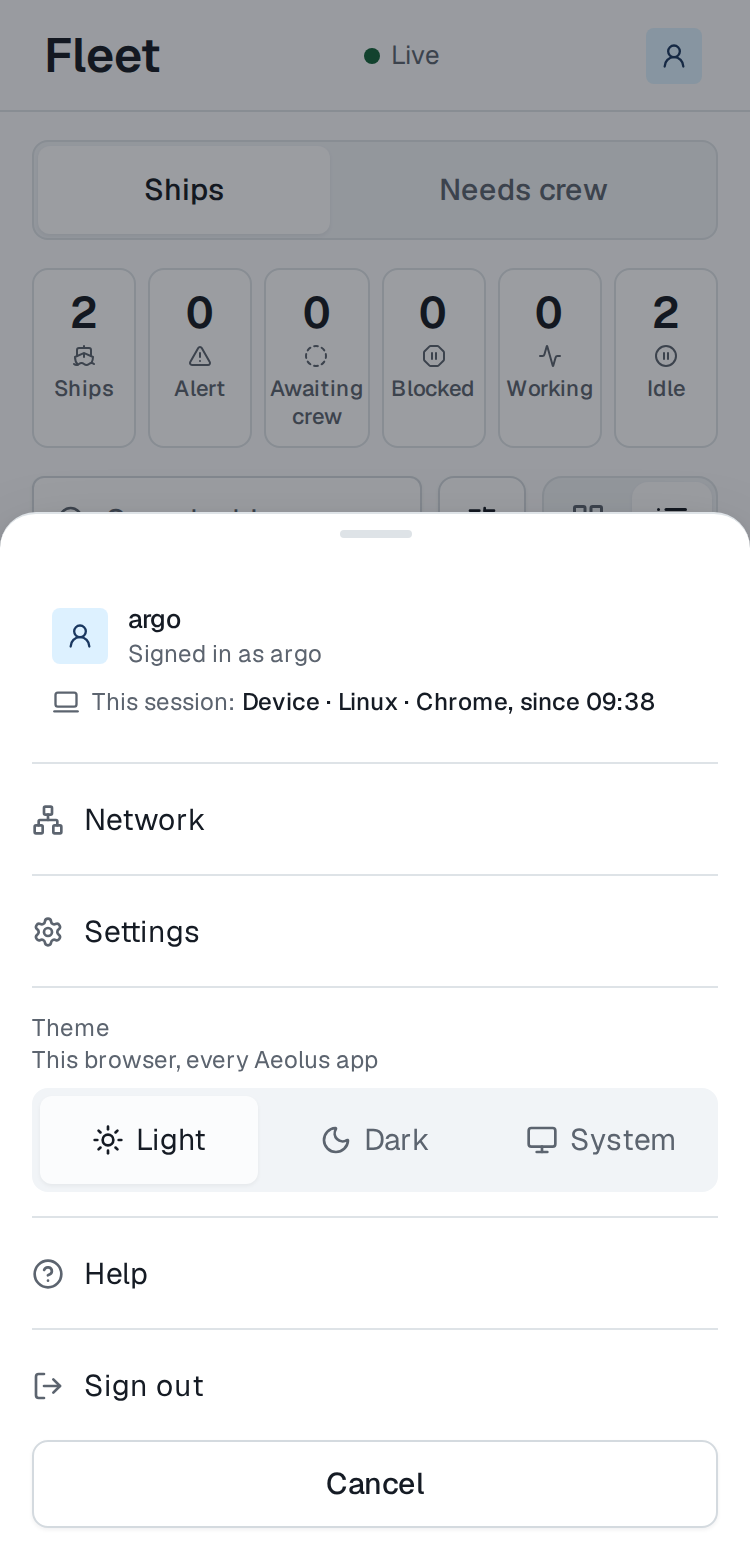 Fleet
Live
Ships
Needs crew
2
0
0
0
0
2
Ships
Alert
Awaiting
crew
Blocked
Working
Idle
argo
Signed in as argo
This session: Device · Linux · Chrome, since 09:38
Network
Settings
Theme
This browser, every Aeolus app
Light
Dark
System
Help
Sign out
Cancel